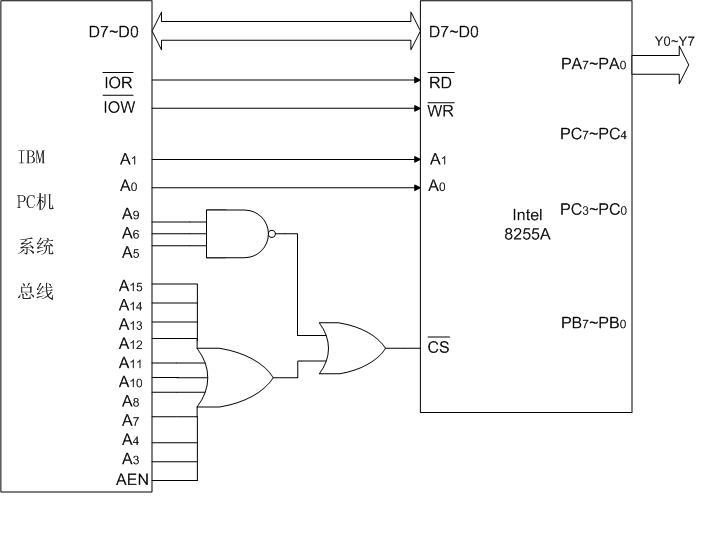 D7~D0
IOR
IOW
IBM
PC机
系统
总线
A1
A0
A9
A6
A5
A15
A14
A13
A12
A11
A10
A8
A7
A4
A3
AEN
D7~D0
RD
WR
A1
A0
CS
Intel
8255A
PA7~PA0
PC7~PC4
PC3~PC0
PB7~PB0
Y0~Y7